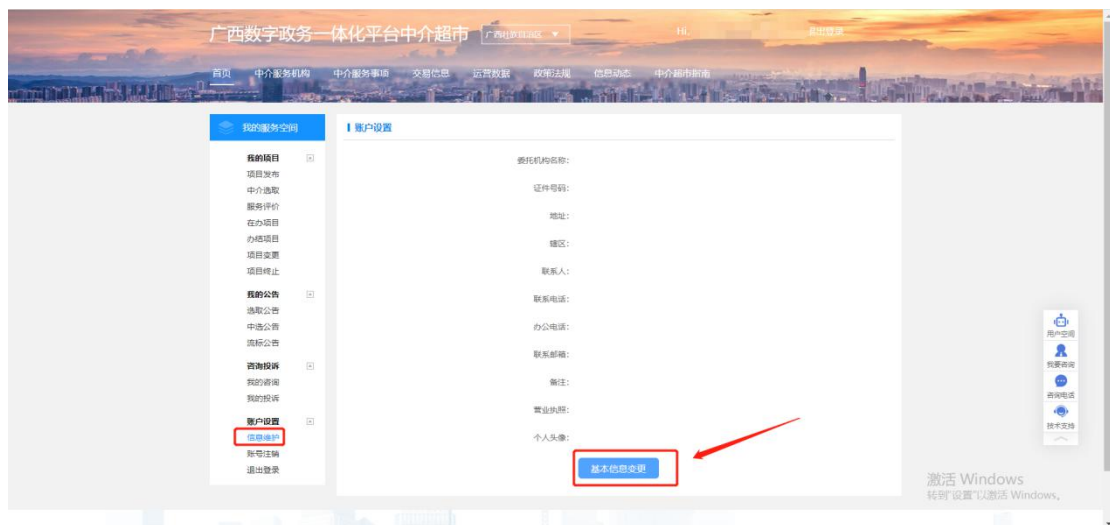 广西数字政务一体化平台中介超市 广西壮族自治区 ▼ Hi, 退出登录
首页 中介服务机构 中介服务事项 交易信息 运营数据 政策法规 信息动态 中介超市指南
我的服务空间
我的项目
项目发布
中介选取
服务评价
在办项目
办结项目
项目变更
项目终止
我的公告
选取公告
中选公告
流标公告
咨询投诉
我的咨询
我的投诉
账户设置
信息维护
账号注销
退出登录
账户设置
委托机构名称:
证件号码:
地址:
辖区:
联系人:
联系电话:
办公电话:
联系邮箱:
备注:
营业执照:
个人头像:
基本信息变更
用户空间
我要咨询
咨询电话
技术支持
激活 Windows
转到"设置"以激活 Windows。